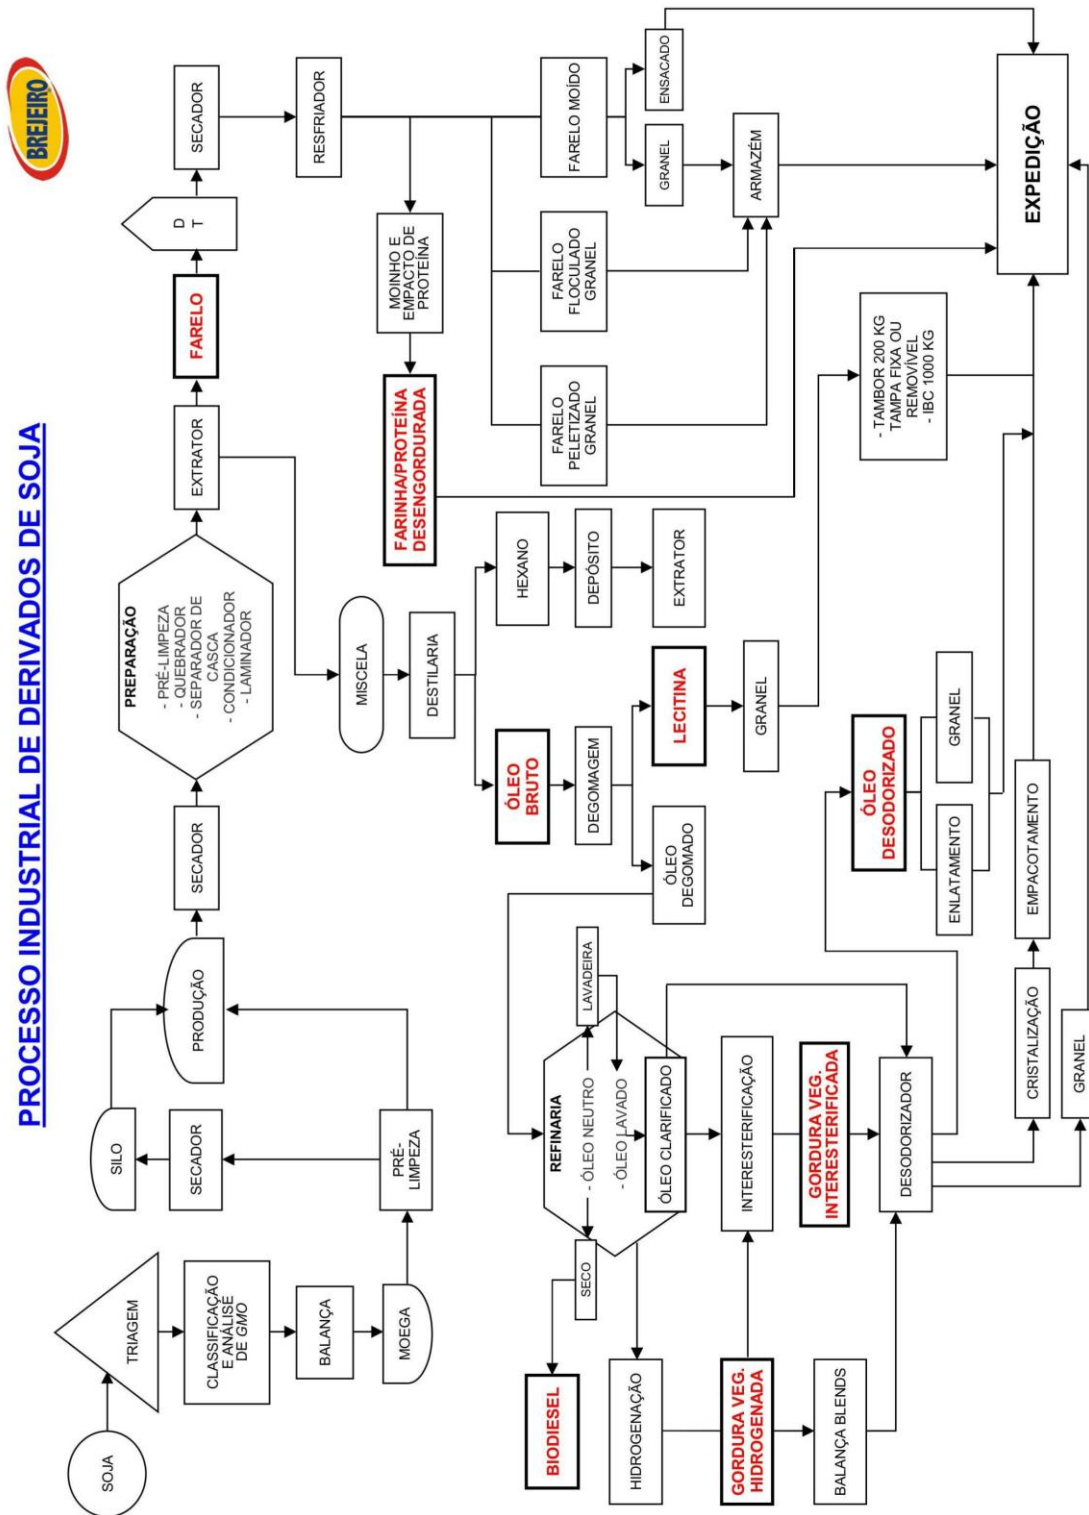 PROCESSO INDUSTRIAL DE DERIVADOS DE SOJA
BREJEIRO
SOJA
TRIAGEM
CLASSIFICAÇÃO
E ANÁLISE
DE GMO
BALANÇA
MOEGA
PRÉ-
LIMPEZA
SECADOR
SILO
PRODUÇÃO
SECADOR
PREPARAÇÃO
- PRÉ-LIMPEZA
- QUEBRADOR
- SEPARADOR DE
CASCA
- CONDICIONADOR
- LAMINADOR
EXTRATOR
FARELO
D
T
SECADOR
RESFRIADOR
MOINHO E
EMPACTO DE
PROTEÍNA
FARINHA/PROTEÍNA
DESENGORDURADA
FARELO
PELETIZADO
GRANEL
FARELO
FLOCULADO
GRANEL
FARELO MOÍDO
GRANEL
ENSACADO
ARMAZÉM
EXPEDIÇÃO
MISCELA
DESTILARIA
HEXANO
DEPÓSITO
EXTRATOR
ÓLEO
BRUTO
DEGOMAGEM
LECITINA
GRANEL
- TAMBOR 200 KG
TAMPA FIXA OU
REMOVÍVEL
- IBC 1000 KG
ÓLEO
DEGOMADO
REFINARIA
- ÓLEO NEUTRO
- ÓLEO LAVADO
LAVADEIRA
SECO
ÓLEO CLARIFICADO
BIODIESEL
HIDROGENAÇÃO
GORDURA VEG.
HIDROGENADA
BALANÇA BLENDS
INTERESTERIFICAÇÃO
GORDURA VEG.
INTERESTERIFICADA
DESODORIZADOR
ÓLEO
DESODORIZADO
ENLATAMENTO
GRANEL
CRISTALIZAÇÃO
EMPACOTAMENTO
GRANEL